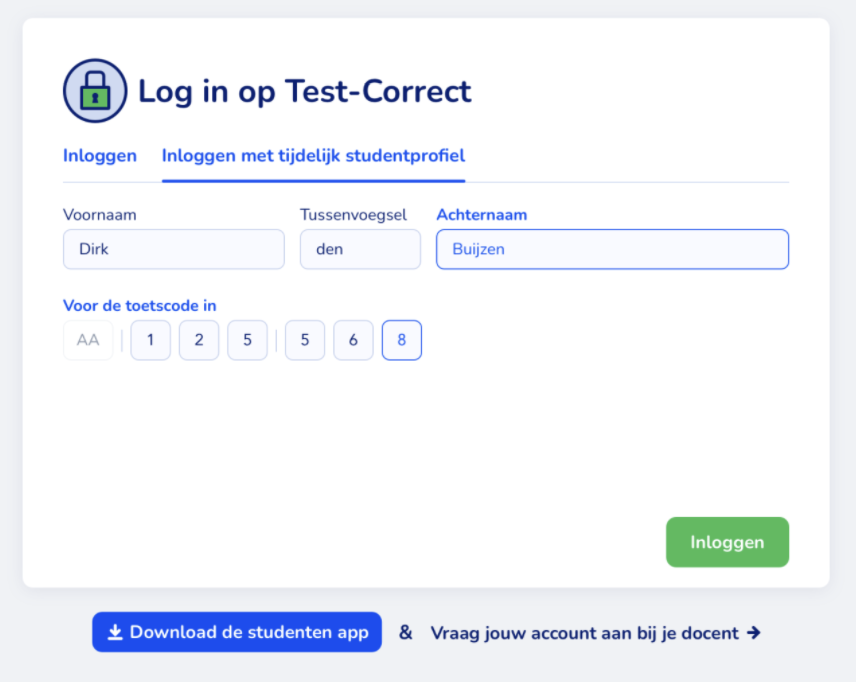 Log in op Test-Correct
Inloggen Inloggen met tijdelijk studentprofiel
Voornaam Tussenvoegsel Achternaam
Dirk den Buijzen
Voor de toetscode in
AA 1 2 5 5 6 8
Inloggen
Download de studenten app & Vraag jouw account aan bij je docent →